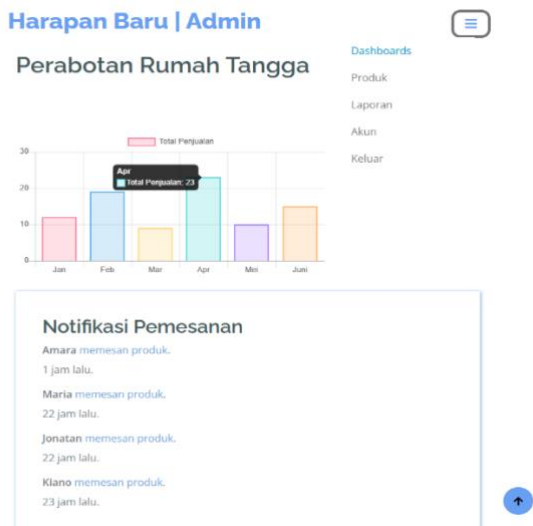 Harapan Baru | Admin
Dashboards
Produk
Laporan
Akun
Keluar
Perabotan Rumah Tangga
Total Penjualan
30
20
10
0
Apr
Total Penjualan: 23
Jan
Feb
Mar
Apr
Mei
Juni
Notifikasi Pemesanan
Amara memesan produk.
1 jam lalu.
Maria memesan produk.
22 jam lalu.
Jonatan memesan produk.
22 jam lalu.
Kiano memesan produk.
23 jam lalu.